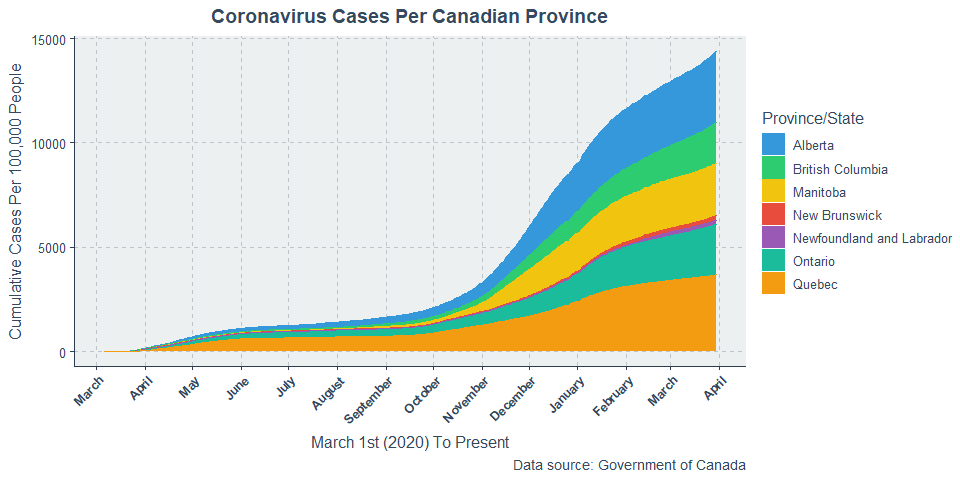 Coronavirus Cases Per Canadian Province
Cumulative Cases Per 100,000 People
15000
10000
5000
0
March
April
May
June
July
August
September
October
November
December
January
February
March
April
March 1st (2020) To Present
Data source: Government of Canada
Province/State
Alberta
British Columbia
Manitoba
New Brunswick
Newfoundland and Labrador
Ontario
Quebec